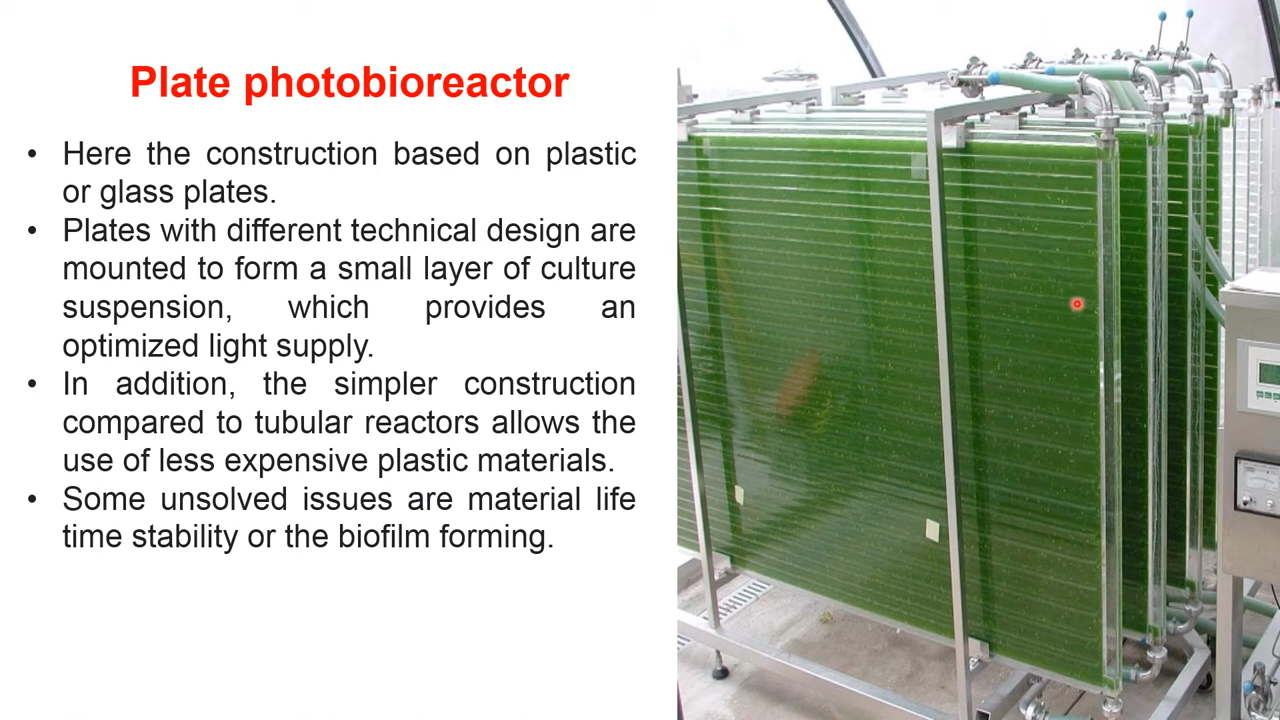 Plate photobioreactor
• Here the construction based on plastic
or glass plates.
• Plates with different technical design are
mounted to form a small layer of culture
suspension, which provides an
optimized light supply.
• In addition, the simpler construction
compared to tubular reactors allows the
use of less expensive plastic materials.
• Some unsolved issues are material life
time stability or the biofilm forming.